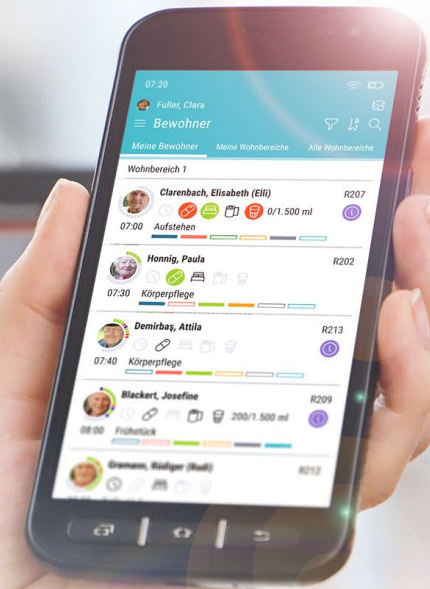 07:20
Fuller, Clara
Bewohner
Meine Bewohner Meine Wohnbereiche Alle Wohnbereiche
Wohnbereich 1
Clarenbach, Elisabeth (Elli) R207
0/1.500 ml
07:00 Aufstehen
Honnig, Paula R202
07:30 Körperpflege
Demirbaş, Attila R213
07:40 Körperpflege
Blackert, Josefine R209
200/1.500 ml
08:00 Frühstück
Gramann, Rüdiger (Rudi) R212